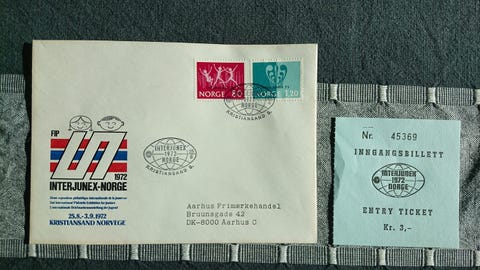 NORGE 80
NORGE 1.20
INTERJUNEX
1972
NORGE
KRISTIANSAND S.
INTERJUNEX
1972
NORGE
KRISTIANSAND S.
FIP
1972
INTERJUNEX-NORGE
25.8.-3.9.1972
KRISTIANSAND NORVEGE
Aarhus Frimærkehandel
Bruunsgade 42
DK-8000 Aarhus C
Nr. 45369
INNGANGSBILLETT
INTERJUNEX
1972
NORGE
ENTRY TICKET
Kr. 3,-